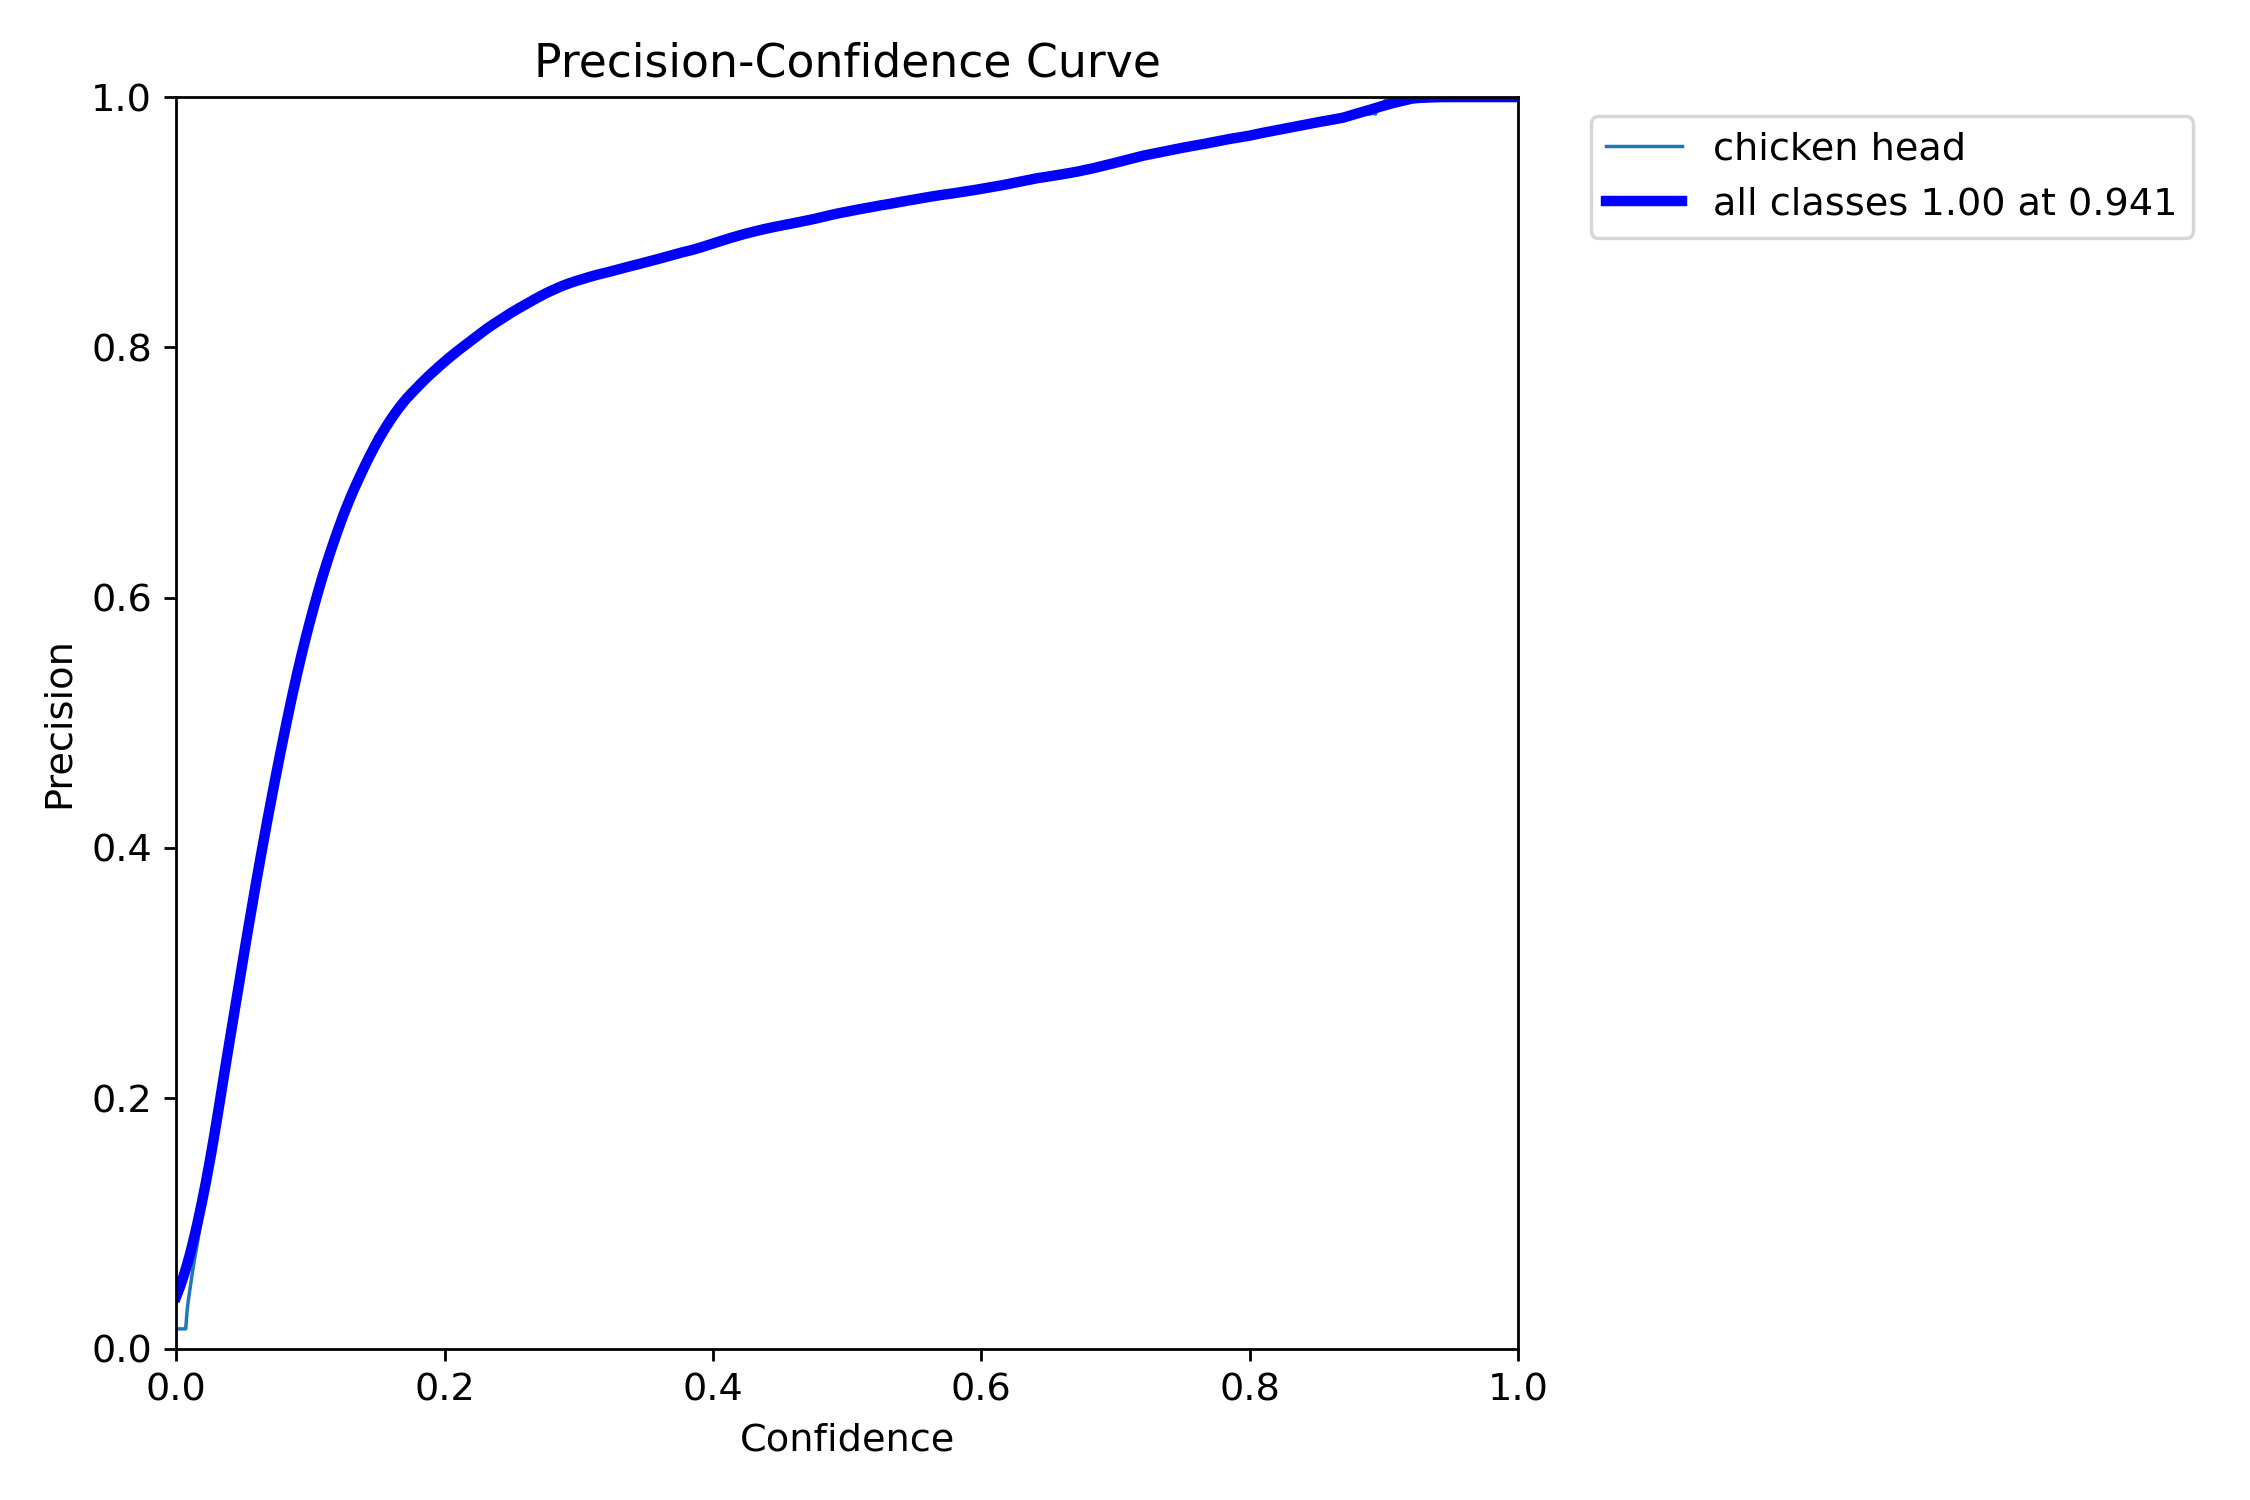 Precision-Confidence Curve
1.0
0.8
0.6
0.4
0.2
0.0
Precision
0.0 0.2 0.4 0.6 0.8 1.0
Confidence
chicken head
all classes 1.00 at 0.941